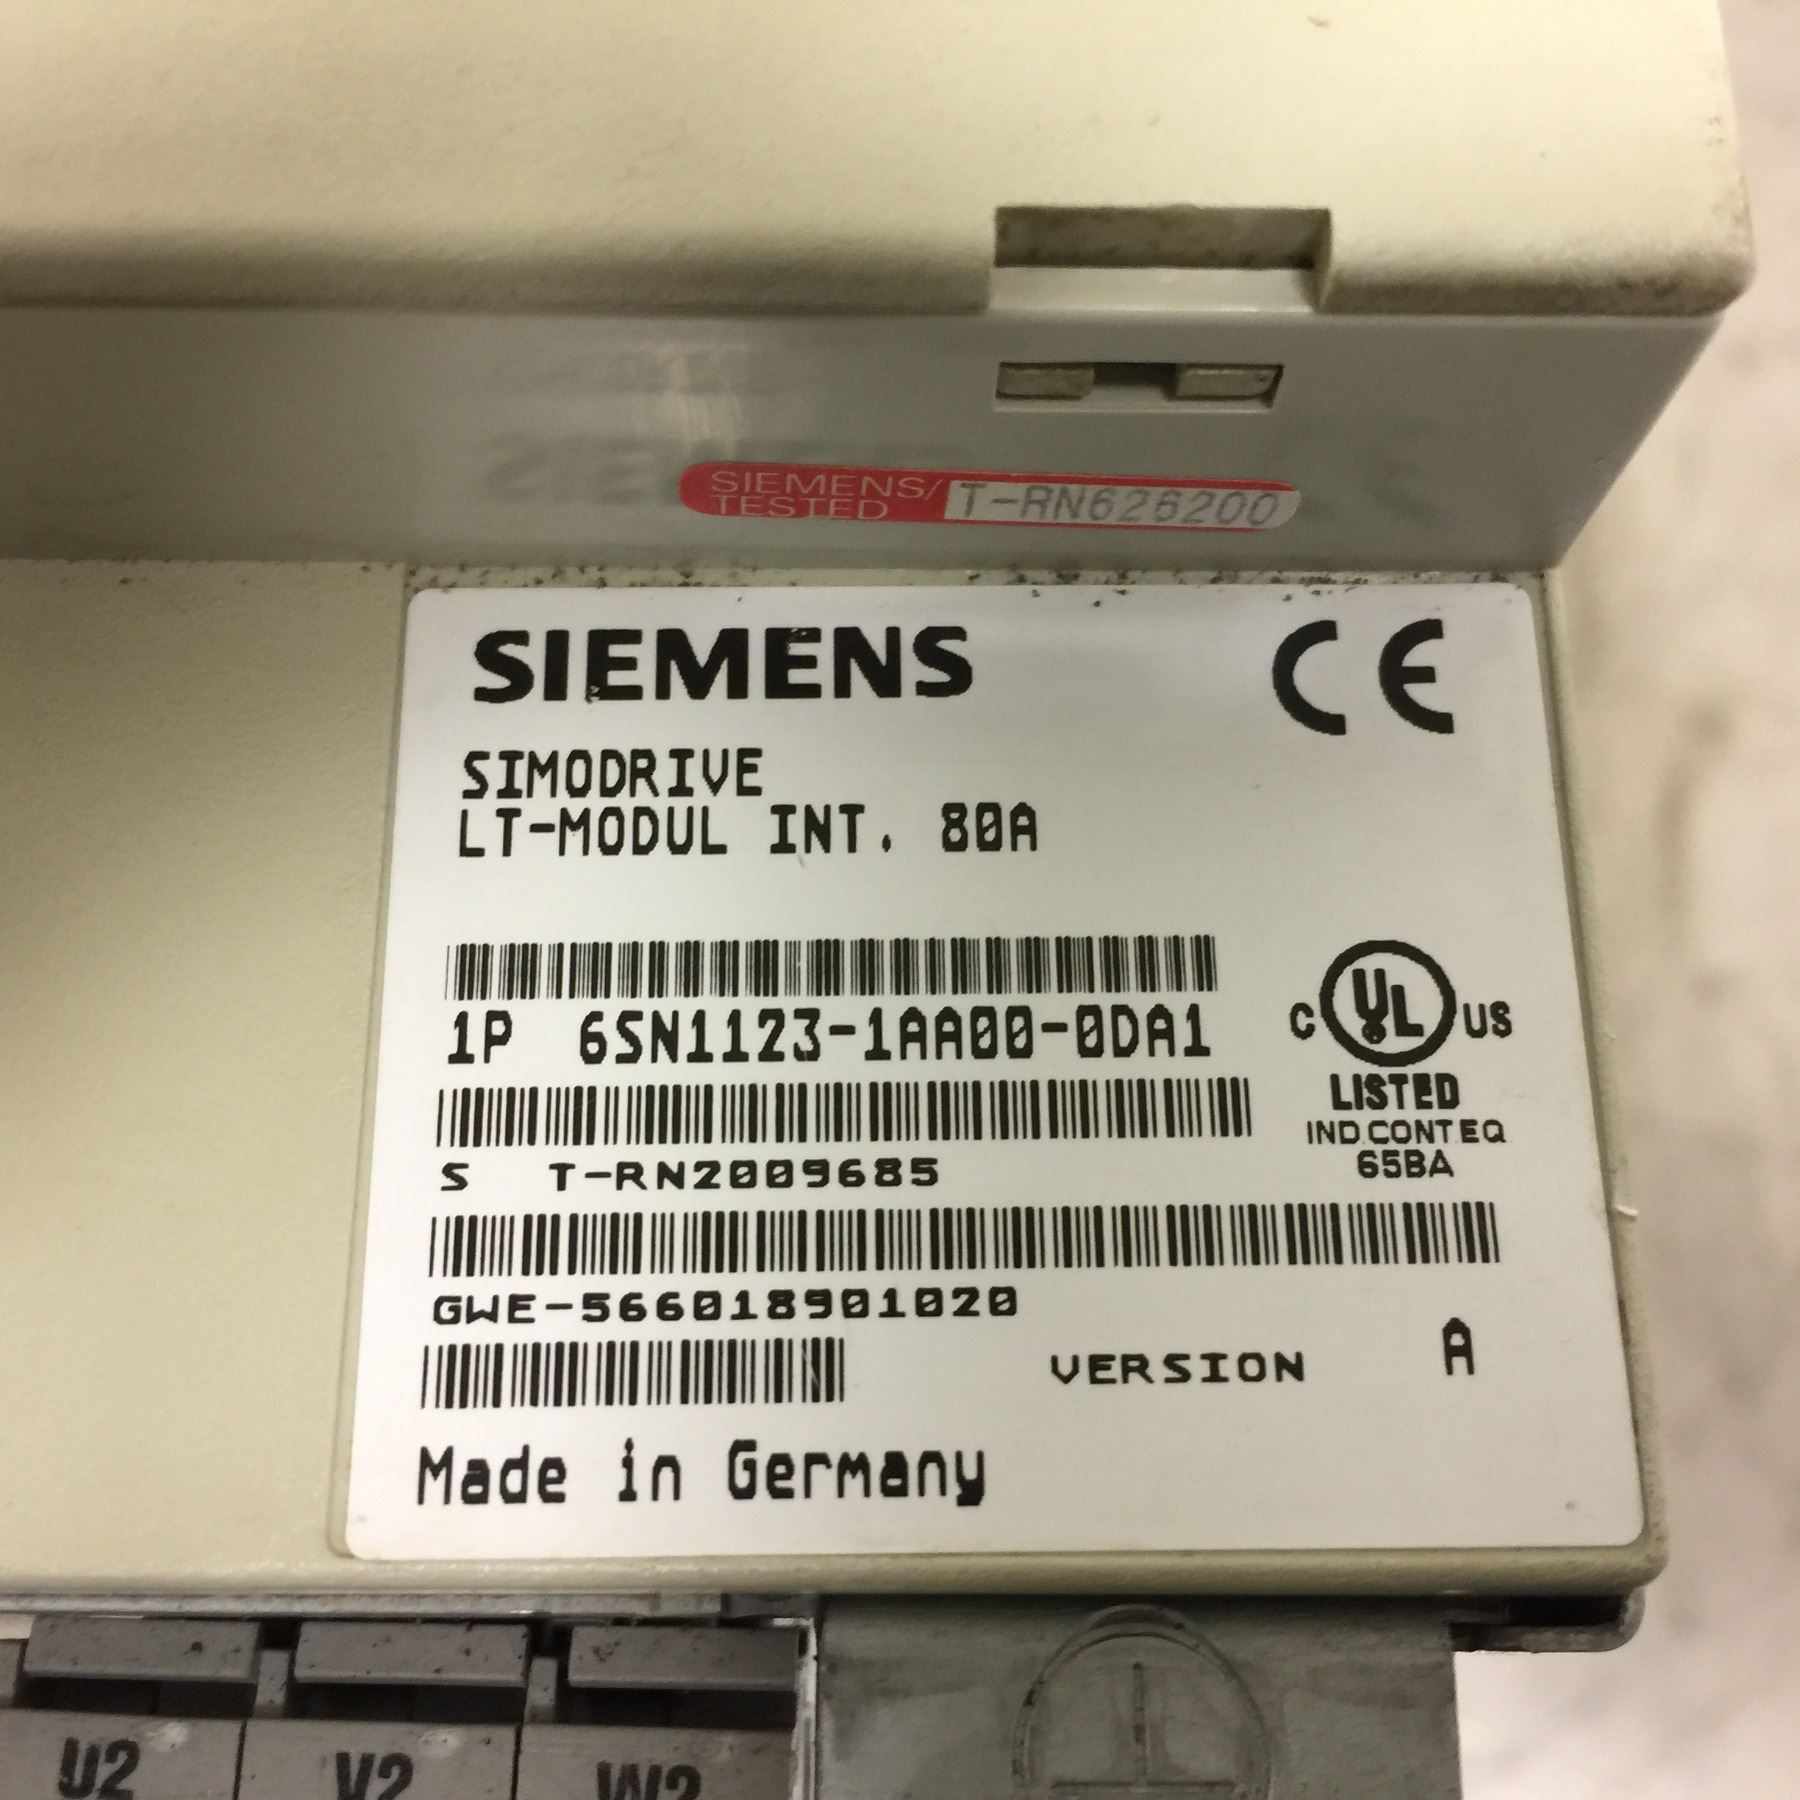 SIEMENS/ T-RN626200
TESTED
SIEMENS CE
SIMODRIVE
LT-MODUL INT. 80A
1P 6SN1123-1AA00-0DA1
C UL US
LISTED
IND.CONT.EQ
65BA
S T-RN2009685
GWE-566018901020
VERSION A
Made in Germany
U2 V2 W2